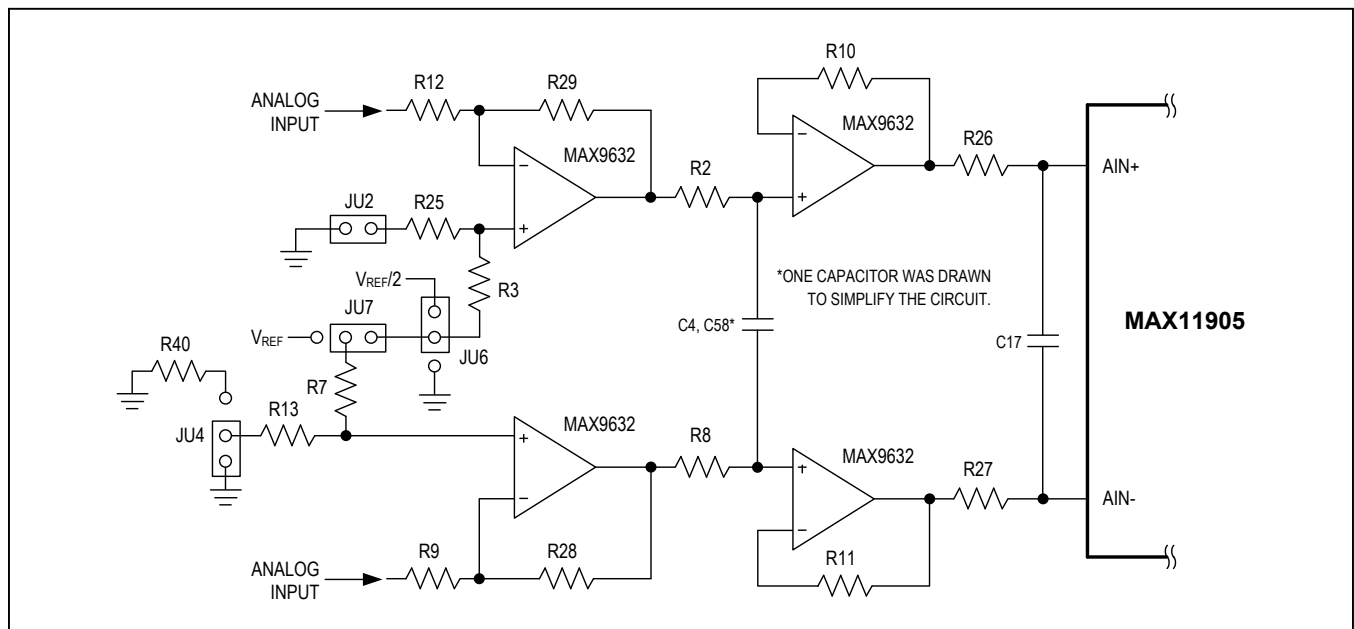 R10
R12
R29
ANALOG
INPUT
MAX9632
MAX9632
R26
R2
AIN+
JU2
R25
*ONE CAPACITOR WAS DRAWN
TO SIMPLIFY THE CIRCUIT.
VREF/2
R3
JU7
C4, C58*
MAX11905
C17
VREF
R40
JU6
R7
R13
MAX9632
JU4
R8
MAX9632
R27
AIN-
R9
R28
R11
ANALOG
INPUT